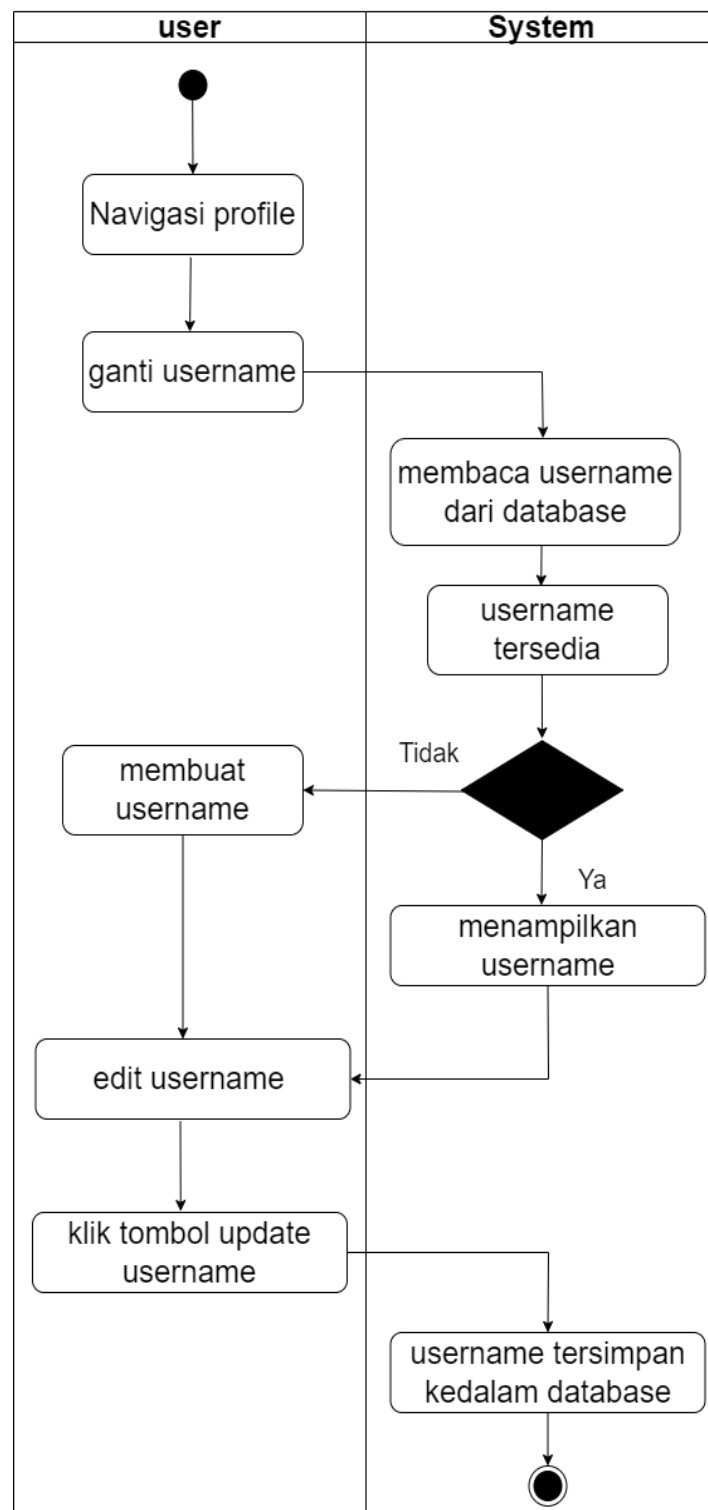 user
System
Navigasi profile
ganti username
membaca username
dari database
username
tersedia
Tidak
membuat
username
Ya
menampilkan
username
edit username
klik tombol update
username
username tersimpan
kedalam database